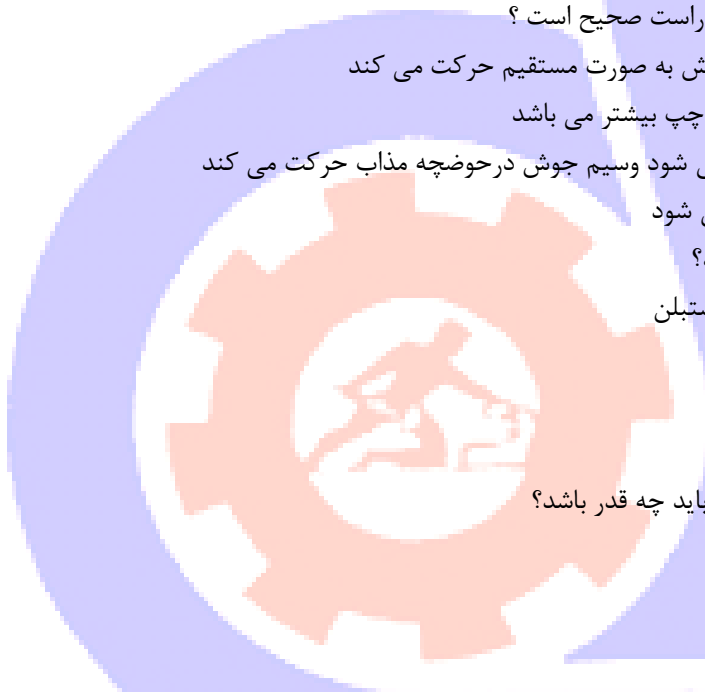 راست صحیح است ؟
ش به صورت مستقیم حرکت می کند
چپ بیشتر می باشد
ی شود وسیم جوش درحوضچه مذاب حرکت می کند
ی شود
؟
ستیلن
باید چه قدر باشد؟